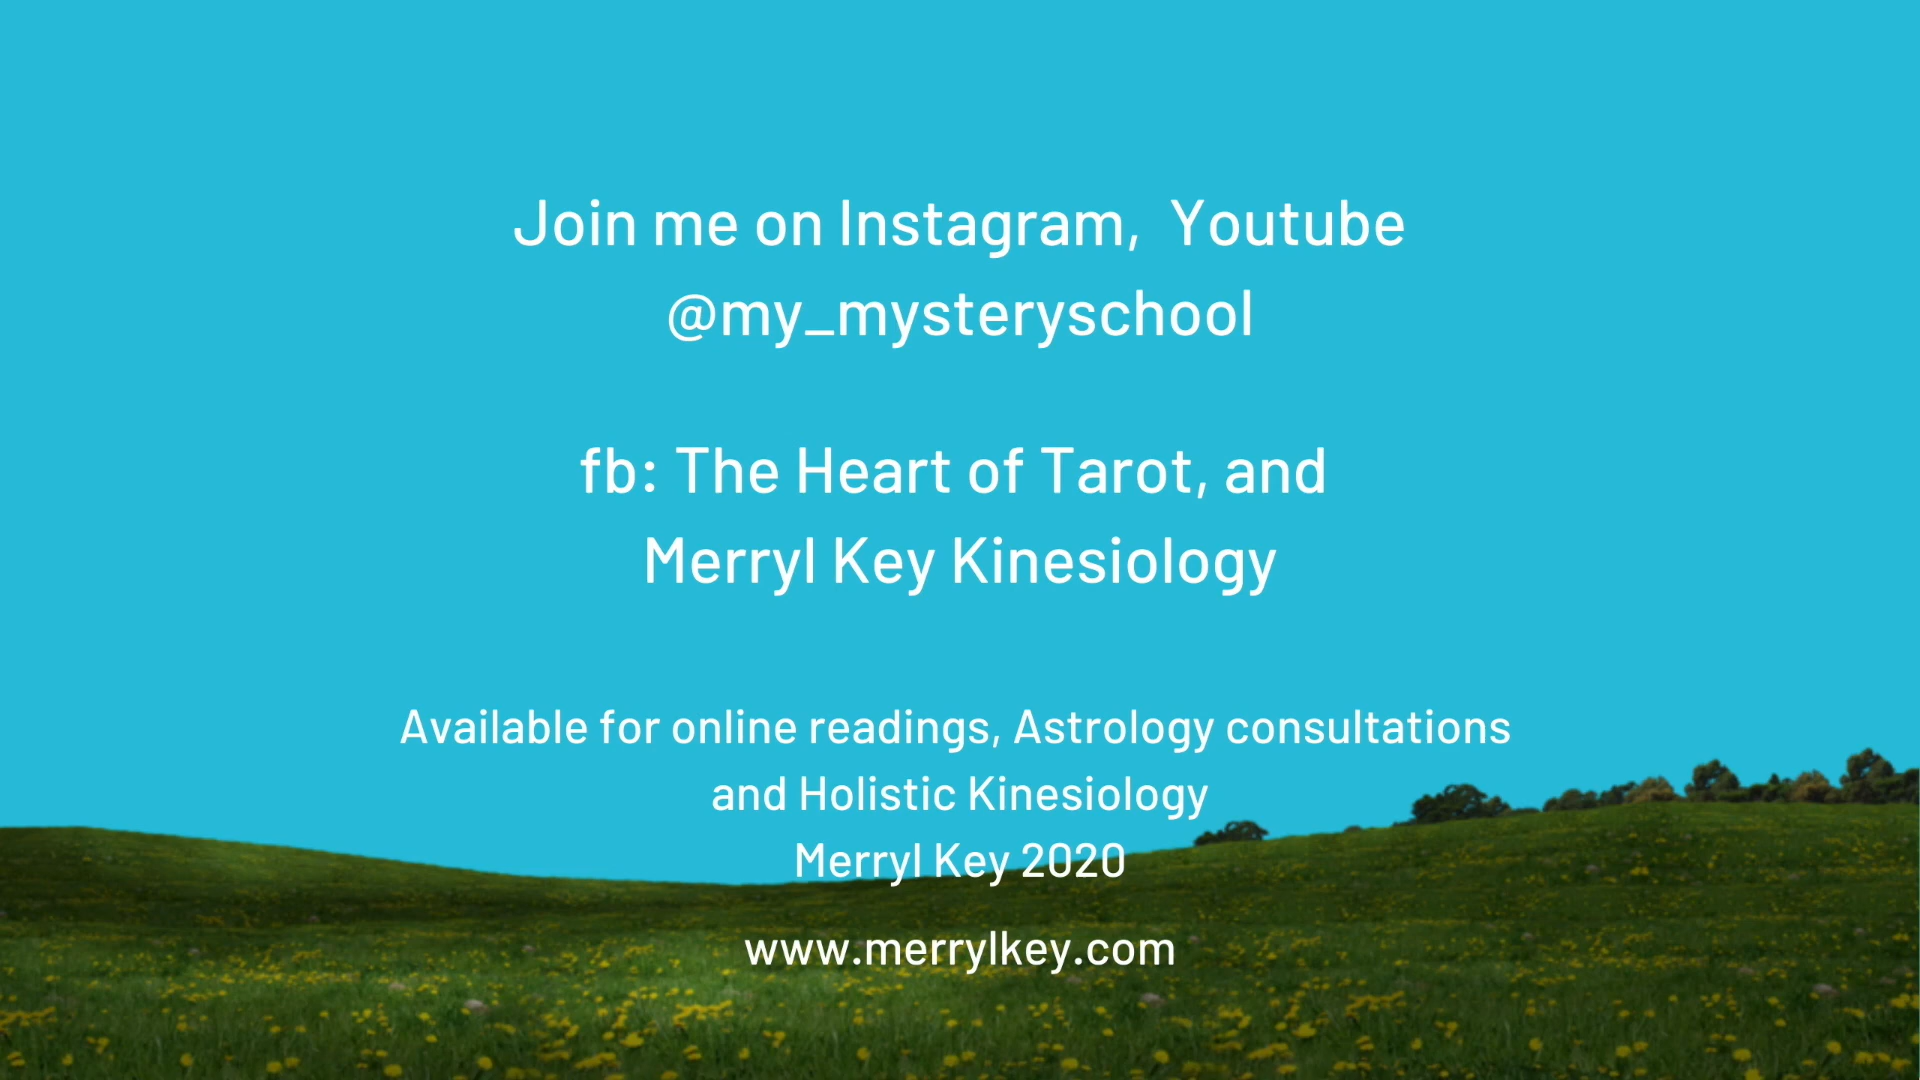 Join me on Instagram,  Youtube
@my_mysteryschool
fb: The Heart of Tarot, and
Merryl Key Kinesiology
Available for online readings, Astrology consultations
and Holistic Kinesiology
Merryl Key 2020
www.merrylkey.com